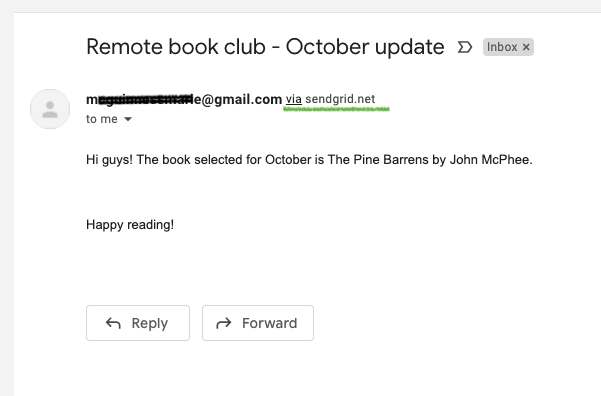 Remote book club - October update
Inbox ×
e@gmail.com via sendgrid.net
to me
Hi guys! The book selected for October is The Pine Barrens by John McPhee.
Happy reading!
Reply
Forward